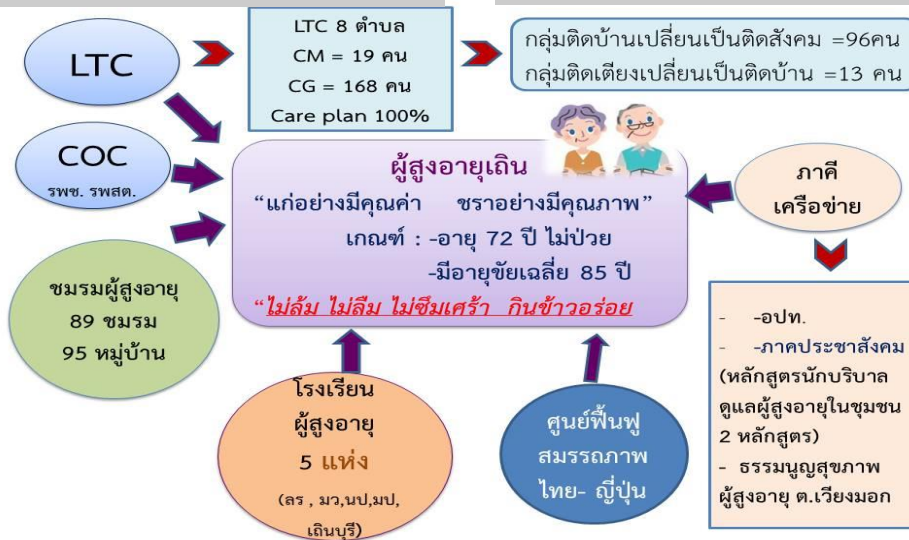 LTC
LTC 8 ตำบล
CM = 19 คน
CG = 168 คน
Care plan 100%
กลุ่มติดบ้านเปลี่ยนเป็นติดสังคม =96คน
กลุ่มติดเตียงเปลี่ยนเป็นติดบ้าน =13 คน
COC
รพช. รพสต.
ผู้สูงอายุเถิน
“แก่อย่างมีคุณค่า ชราอย่างมีคุณภาพ”
เกณฑ์ : -อายุ 72 ปี ไม่ป่วย
-มีอายุขัยเฉลี่ย 85 ปี
“ไม่ล้ม ไม่ลืม ไม่ซึมเศร้า กินข้าวอร่อย
ภาคี
เครือข่าย
ชมรมผู้สูงอายุ
89 ชมรม
95 หมู่บ้าน
โรงเรียน
ผู้สูงอายุ
5 แห่ง
(ลร , มว,นป,มป,
เถินบุรี)
ศูนย์ฟื้นฟู
สมรรถภาพ
ไทย- ญี่ปุ่น
- -อปท.
- -ภาคประชาสังคม
(หลักสูตรนักบริบาล
ดูแลผู้สูงอายุในชุมชน
2 หลักสูตร)
- ธรรมนูญสุขภาพ
ผู้สูงอายุ ต.เวียงมอก